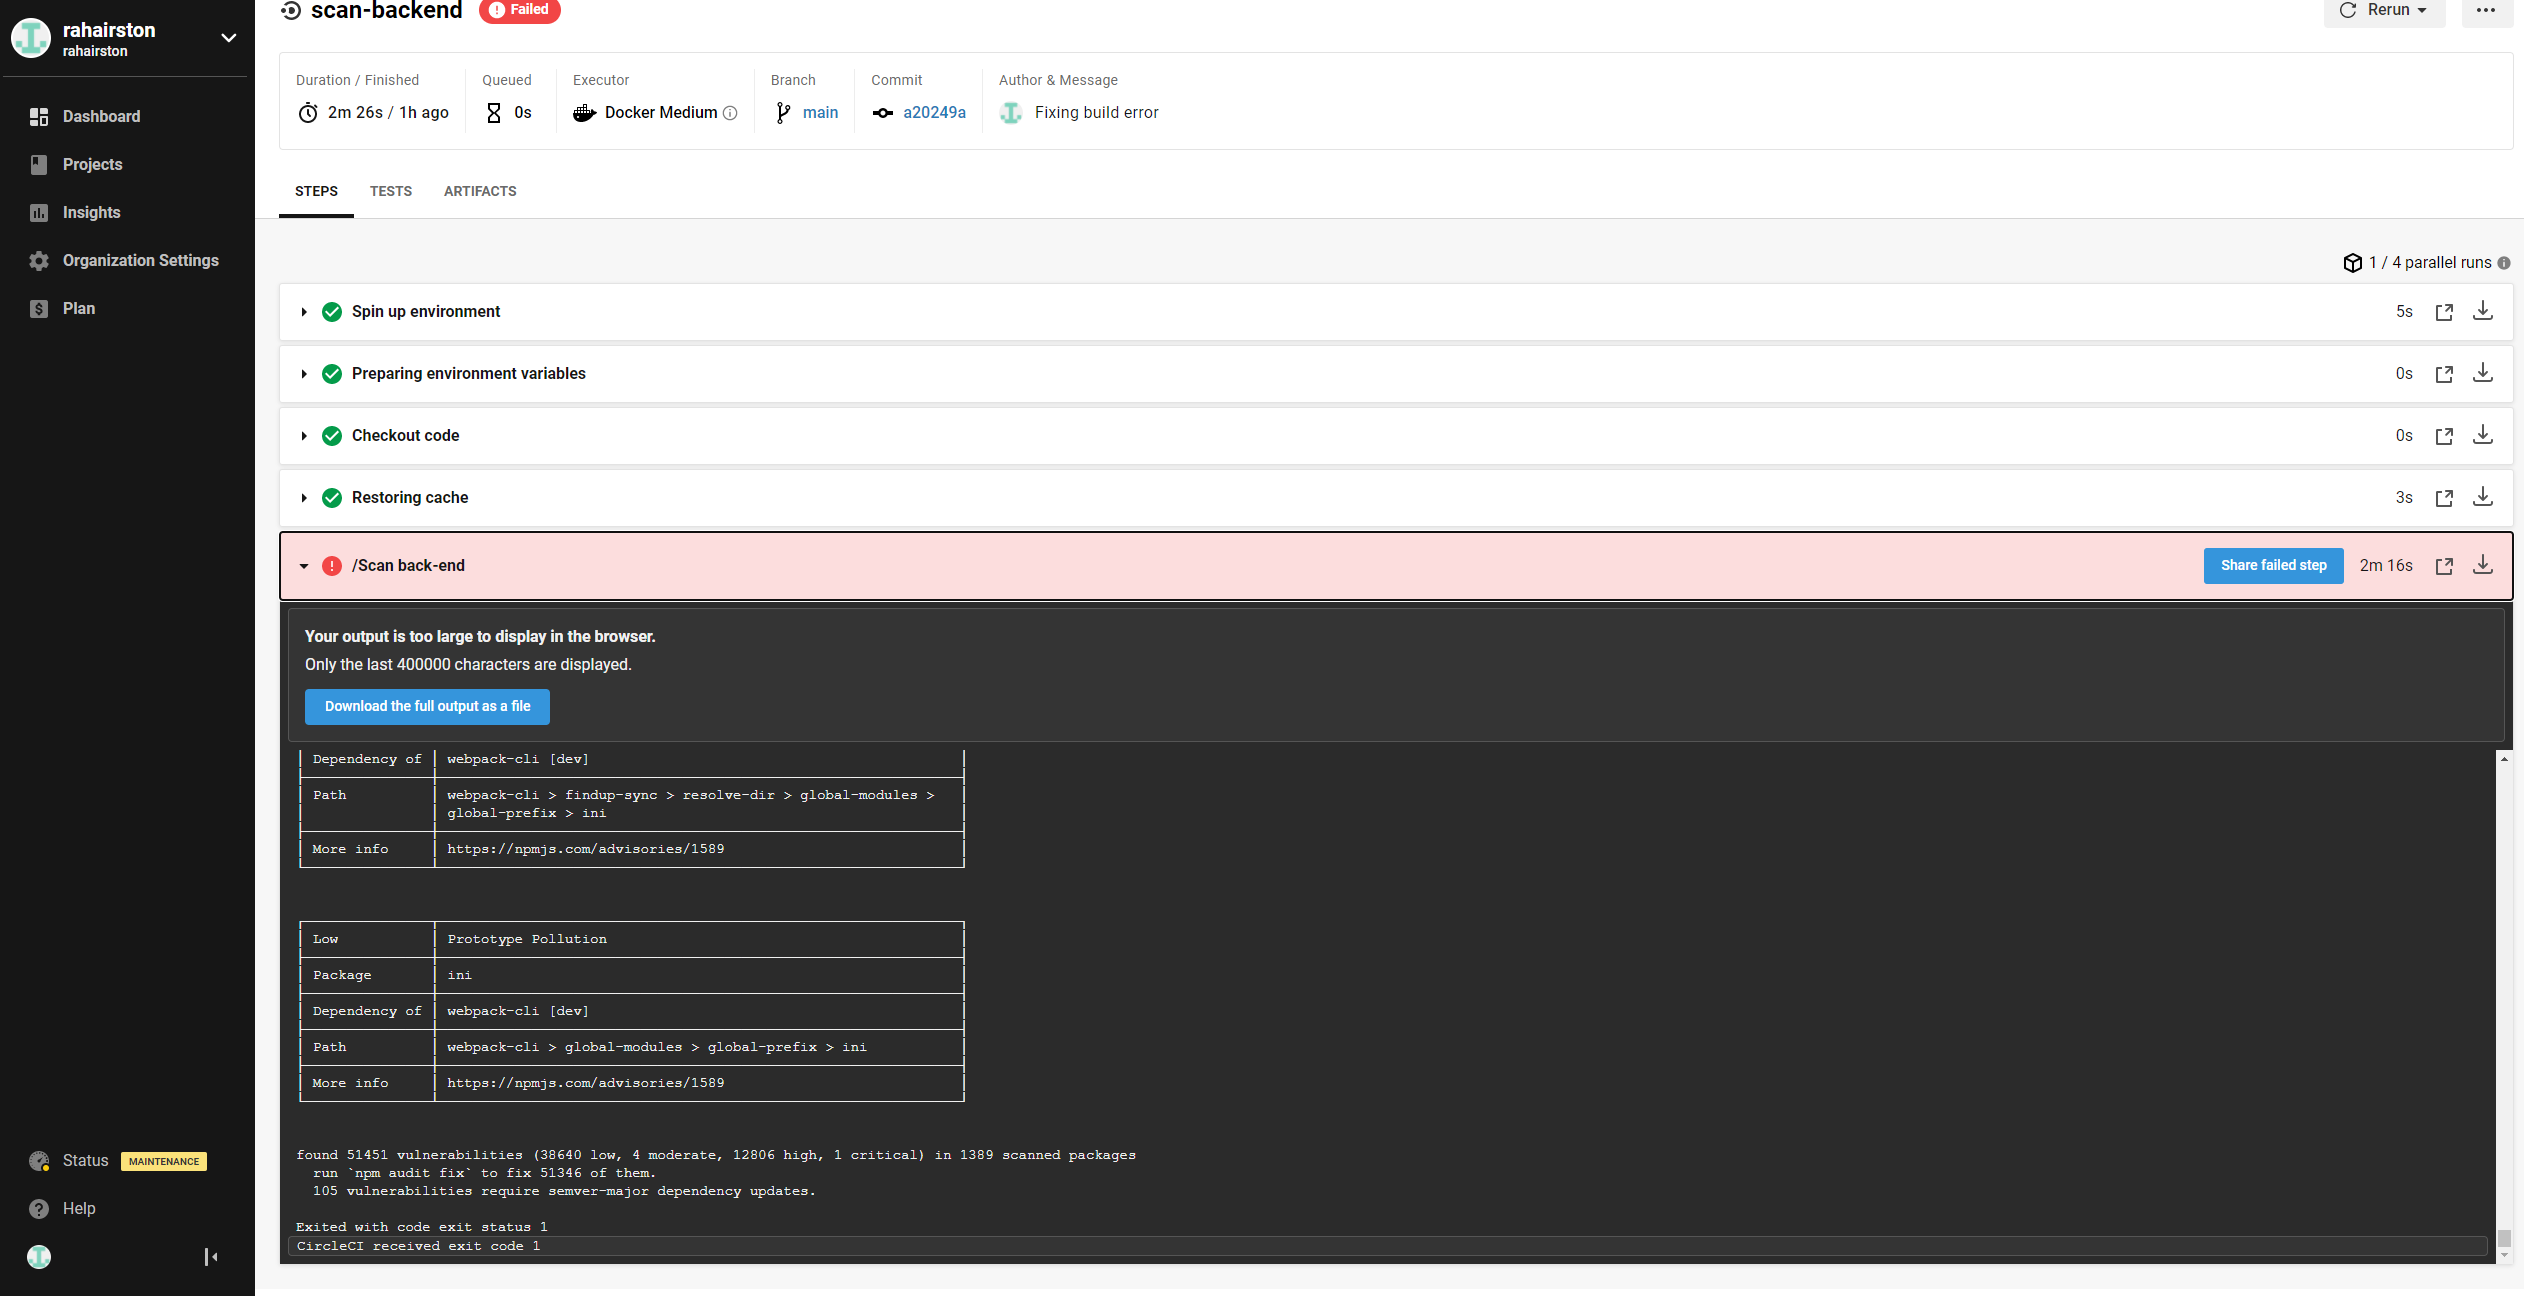 rahairston
rahairston
Dashboard
Projects
Insights
Organization Settings
Plan
Status MAINTENANCE
Help
scan-backend Failed
Rerun
Duration / Finished
2m 26s / 1h ago
Queued
0s
Executor
Docker Medium
Branch
main
Commit
a20249a
Author & Message
Fixing build error
STEPS TESTS ARTIFACTS
1 / 4 parallel runs
Spin up environment 5s
Preparing environment variables 0s
Checkout code 0s
Restoring cache 3s
/Scan back-end Share failed step 2m 16s
Your output is too large to display in the browser.
Only the last 400000 characters are displayed.
Download the full output as a file
Dependency of webpack-cli [dev]
Path webpack-cli > findup-sync > resolve-dir > global-modules >
global-prefix > ini
More info https://npmjs.com/advisories/1589
Low Prototype Pollution
Package ini
Dependency of webpack-cli [dev]
Path webpack-cli > global-modules > global-prefix > ini
More info https://npmjs.com/advisories/1589
found 51451 vulnerabilities (38640 low, 4 moderate, 12806 high, 1 critical) in 1389 scanned packages
run `npm audit fix` to fix 51346 of them.
105 vulnerabilities require semver-major dependency updates.
Exited with code exit status 1
CircleCI received exit code 1